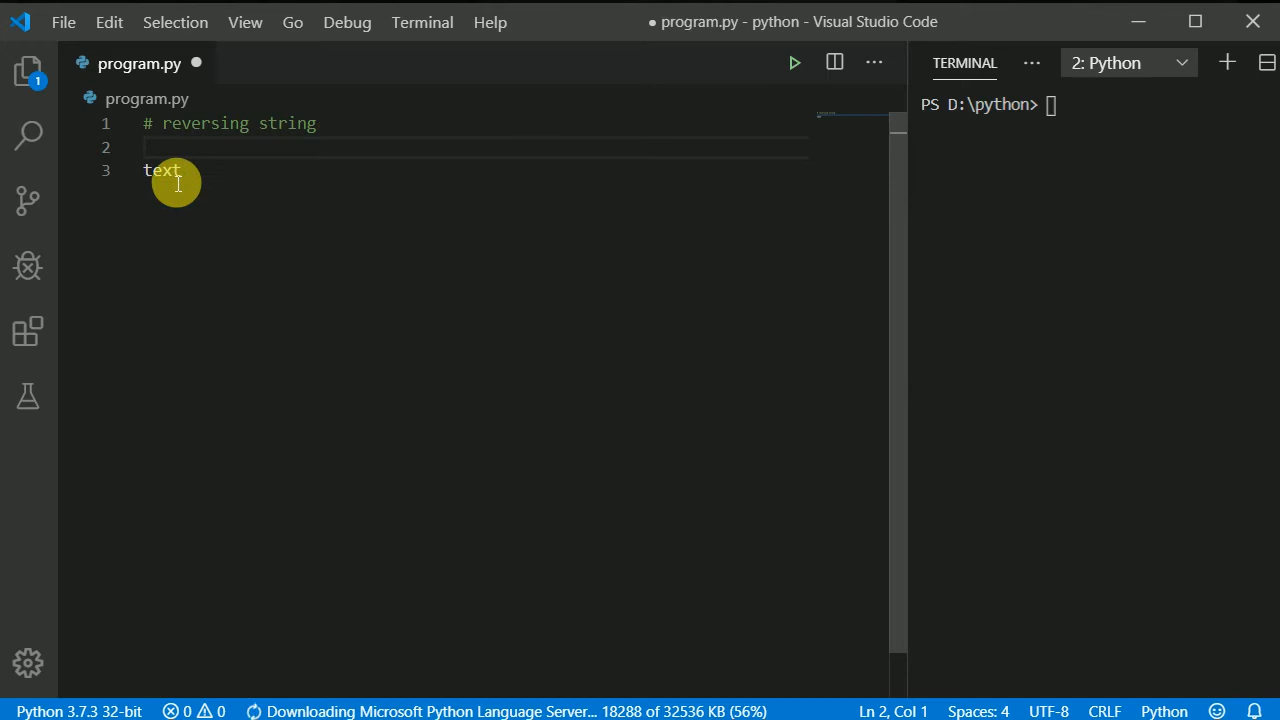 File Edit Selection View Go Debug Terminal Help ● program.py - python - Visual Studio Code
program.py
TERMINAL ··· 2: Python
program.py
PS D:\python>
1 # reversing string
2
3 text
1
Python 3.7.3 32-bit 0 0 Downloading Microsoft Python Language Server... 18288 of 32536 KB (56%) Ln 2, Col 1 Spaces: 4 UTF-8 CRLF Python